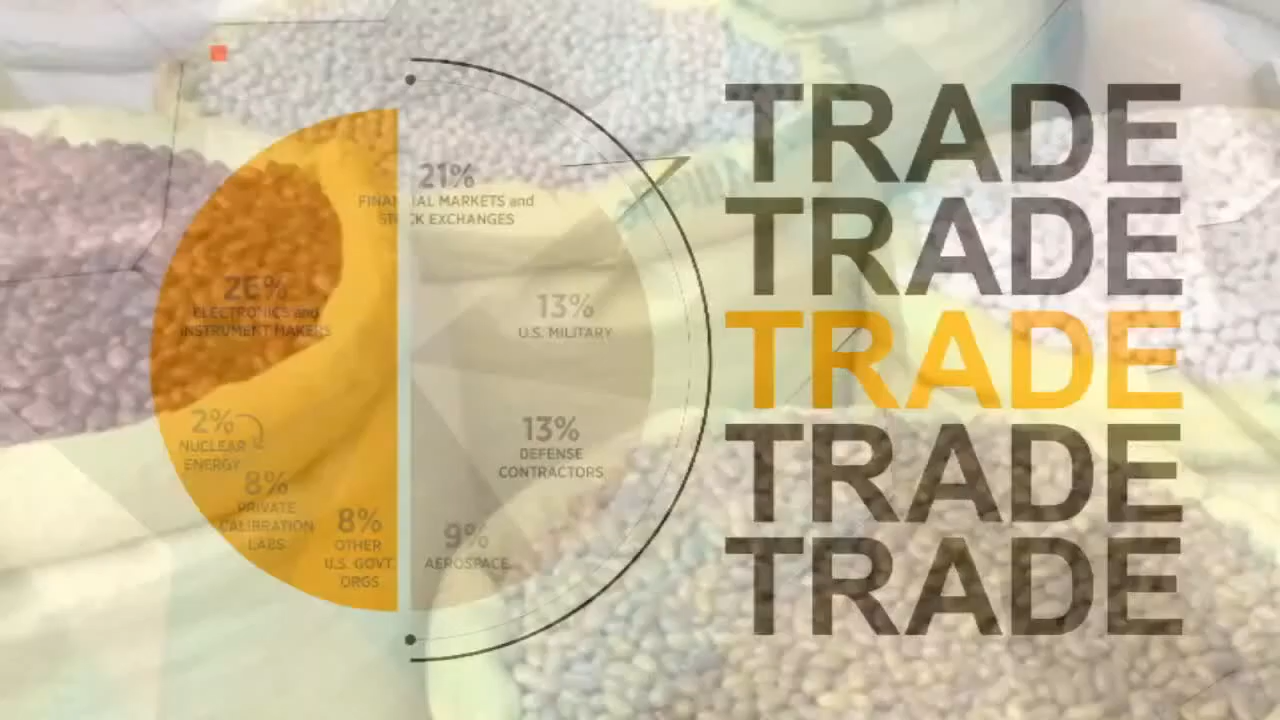 21%
FINANCIAL MARKETS and
STOCK EXCHANGES
26%
ELECTRONICS and
INSTRUMENT MAKERS
13%
U.S. MILITARY
2%
NUCLEAR
ENERGY
13%
DEFENSE
CONTRACTORS
8%
PRIVATE
CALIBRATION
LABS
8%
OTHER
U.S. GOVT.
ORGS
9%
AEROSPACE
TRADE
TRADE
TRADE
TRADE
TRADE